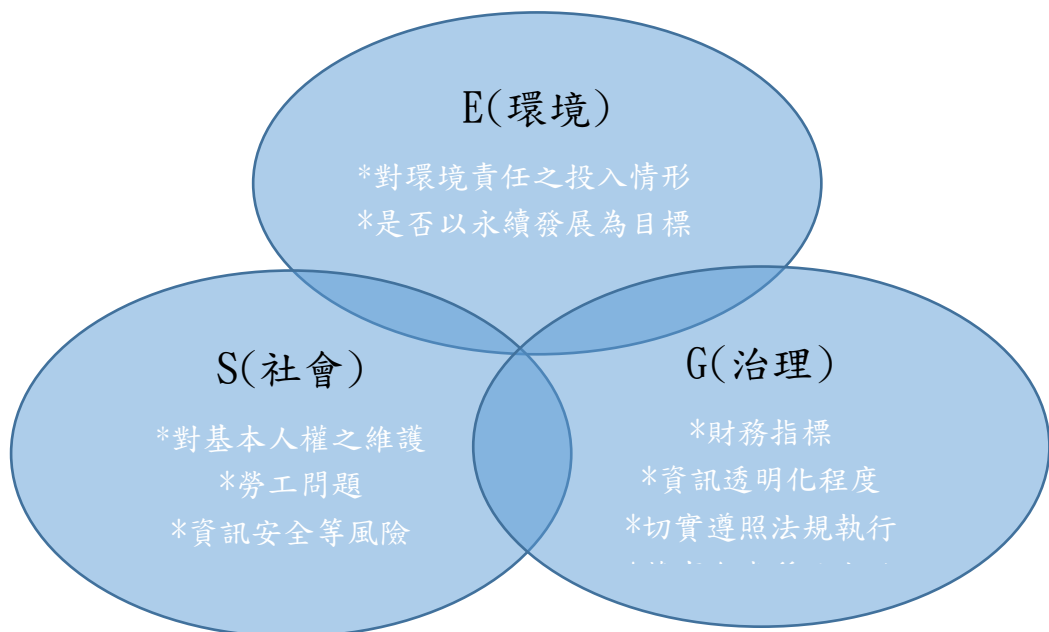 E(環境)
*對環境責任之投入情形
*是否以永續發展為目標
S(社會)
*對基本人權之維護
*勞工問題
*資訊安全等風險
G(治理)
*財務指標
*資訊透明化程度
*切實遵照法規執行